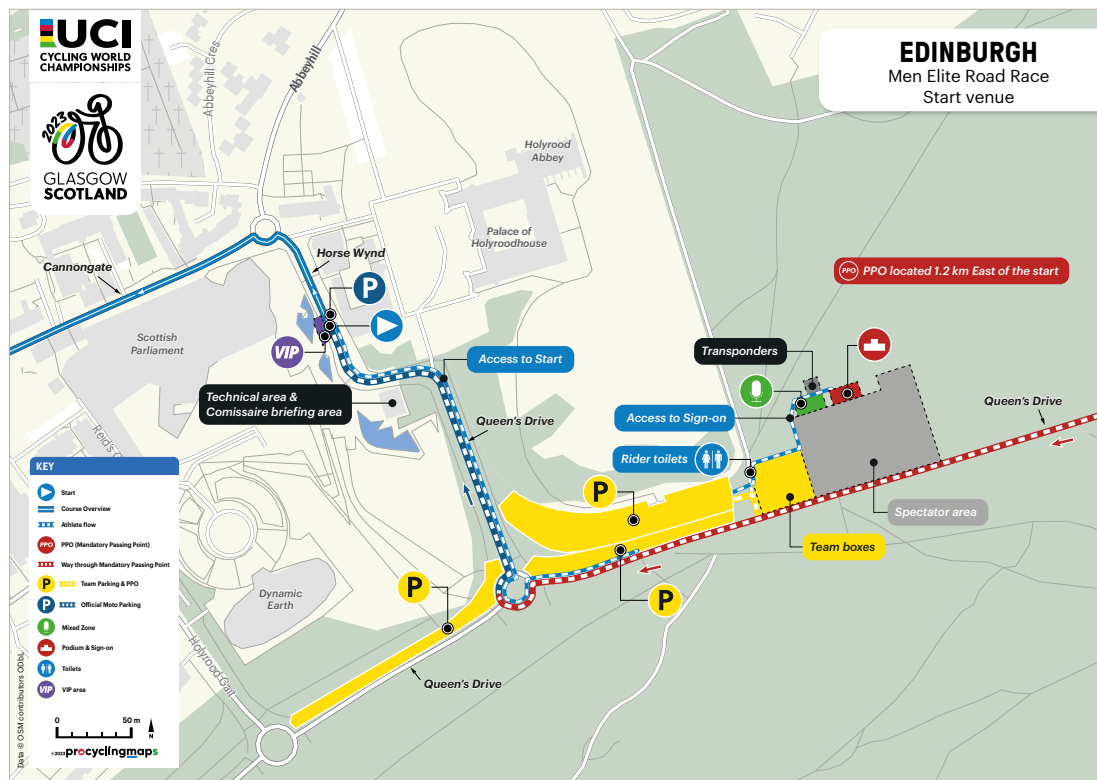 UCI
CYCLING WORLD
CHAMPIONSHIPS
2023
GLASGOW
SCOTLAND
EDINBURGH
Men Elite Road Race
Start venue
Abbeyhill Cres
Abbeyhill
Holyrood
Abbey
Palace of
Holyroodhouse
Horse Wynd
Cannongate
P
PPO PPO located 1.2 km East of the start
Scottish
Parliament
VIP
Access to Start
Transponders
Technical area &
Comissaire briefing area
Queen's Drive
Access to Sign-on
Queen's Drive
Rider toilets
P
Spectator area
Team boxes
P
P
Dynamic
Earth
Holyrood Gait
Queen's Drive
KEY
Start
Course Overview
Athlete flow
PPO PPO (Mandatory Passing Point)
Way through Mandatory Passing Point
P Team Parking & PPO
P Official Moto Parking
Mixed Zone
Podium & Sign-on
Toilets
VIP VIP area
0 50 m
N
©2023 procyclingmaps
Data © OSM contributors ODbL